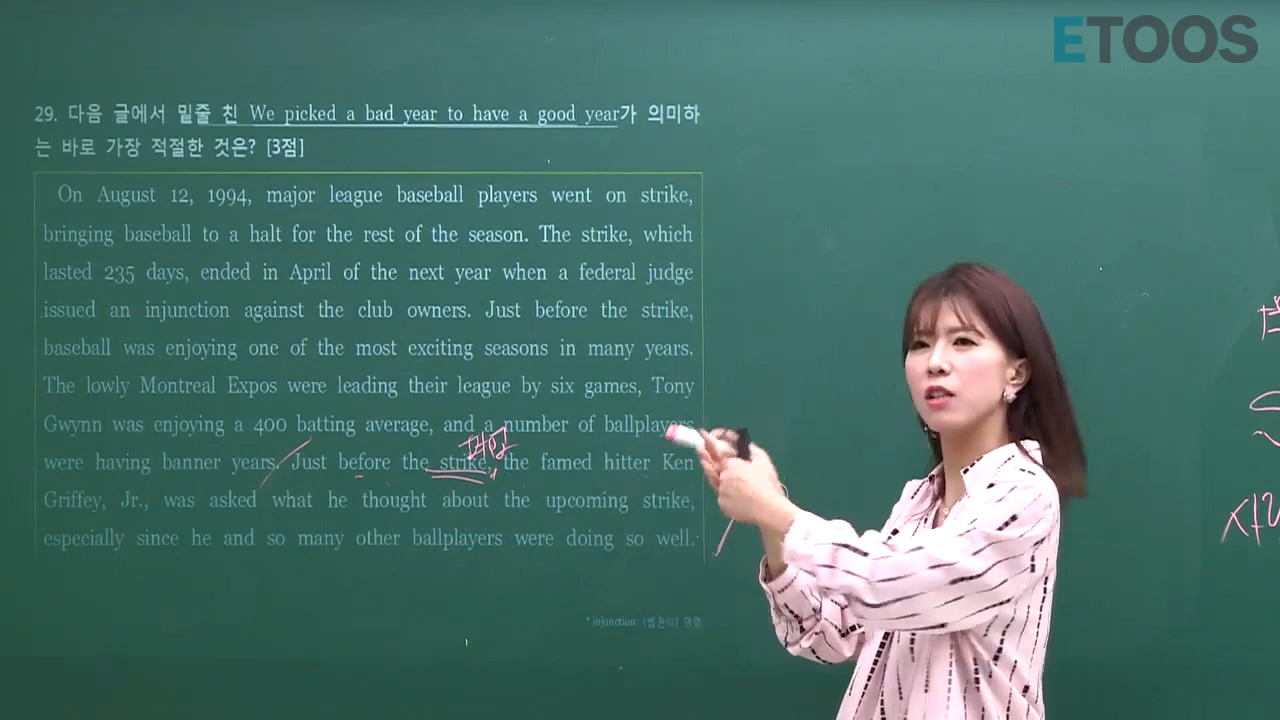 ETOOS
29. 다음 글에서 밑줄 친 We picked a bad year to have a good year가 의미하
는 바로 가장 적절한 것은? [3점]
On August 12, 1994, major league baseball players went on strike,
bringing baseball to a halt for the rest of the season. The strike, which
lasted 235 days, ended in April of the next year when a federal judge
issued an injunction against the club owners. Just before the strike,
baseball was enjoying one of the most exciting seasons in many years.
The lowly Montreal Expos were leading their league by six games, Tony
Gwynn was enjoying a 400 batting average, and a number of ballplayers
파업
were having banner years. Just before the strike, the famed hitter Ken
Griffey, Jr., was asked what he thought about the upcoming strike,
especially since he and so many other ballplayers were doing so well.
* injunction: (법원의) 명령